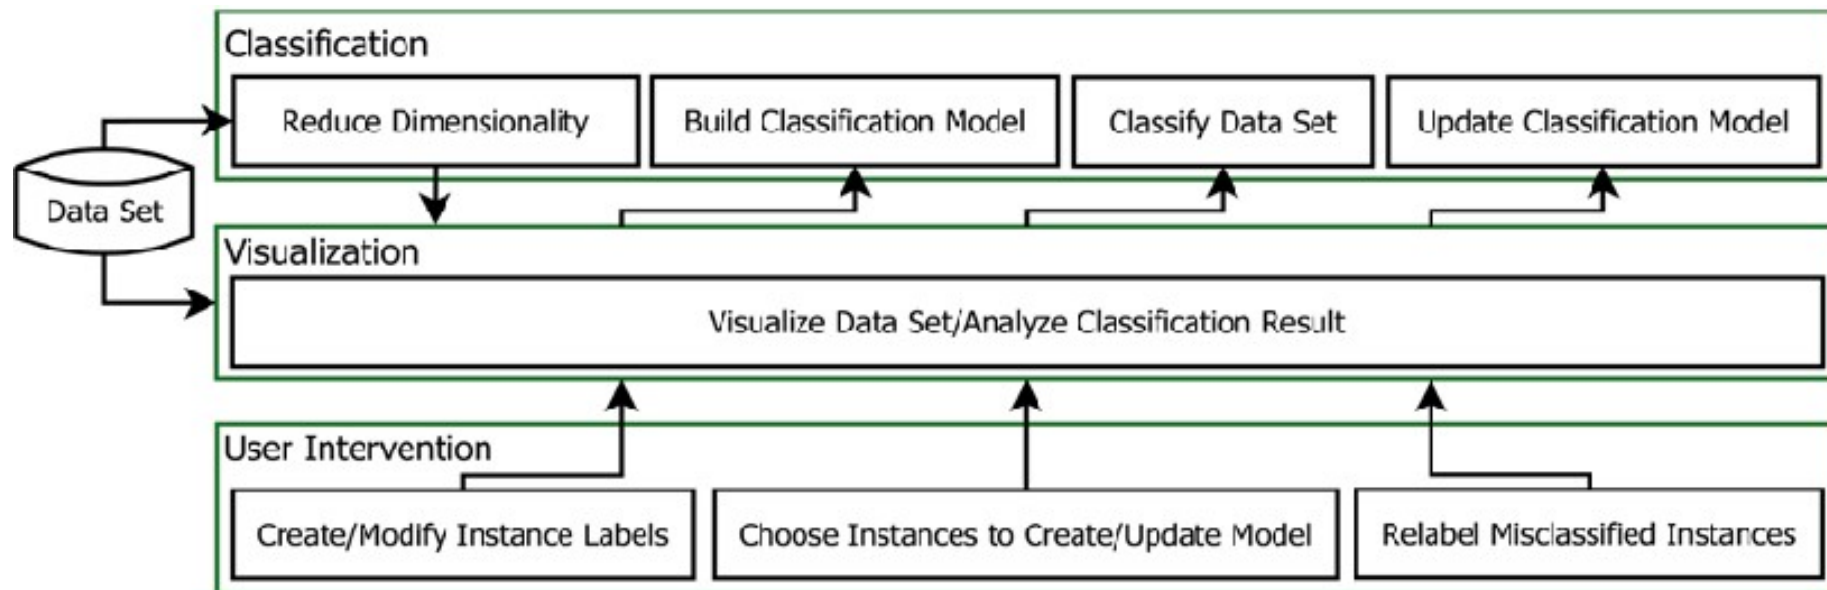 Classification
Reduce Dimensionality
Build Classification Model
Classify Data Set
Update Classification Model
Data Set
Visualization
Visualize Data Set/Analyze Classification Result
User Intervention
Create/Modify Instance Labels
Choose Instances to Create/Update Model
Relabel Misclassified Instances